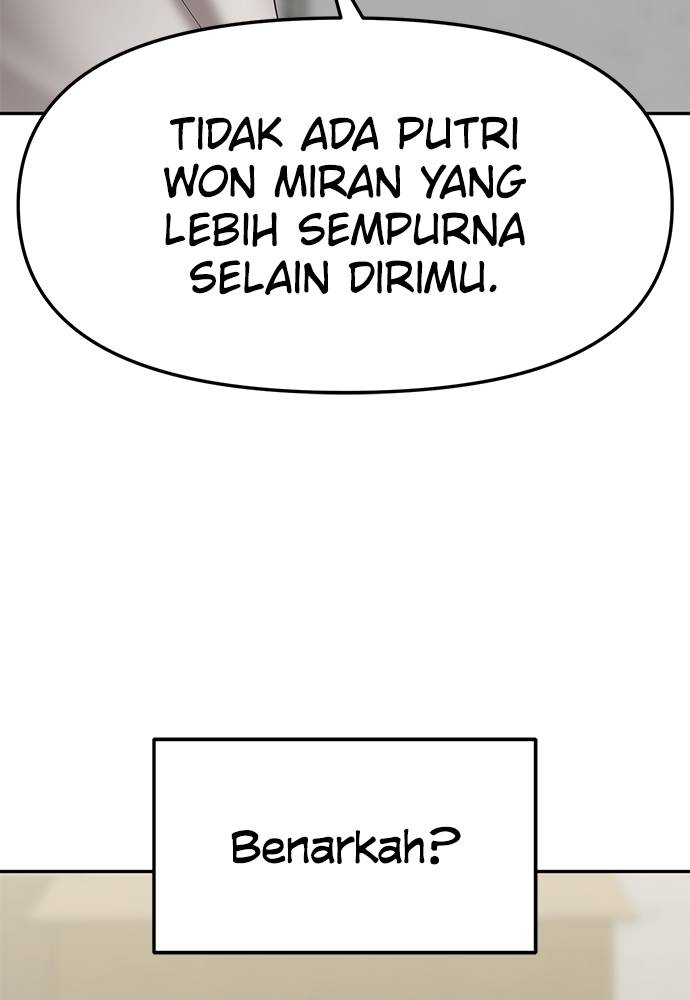 TIDAK ADA PUTRI
WON MIRAN YANG
LEBIH SEMPURNA
SELAIN DIRIMU.
Benarkah?